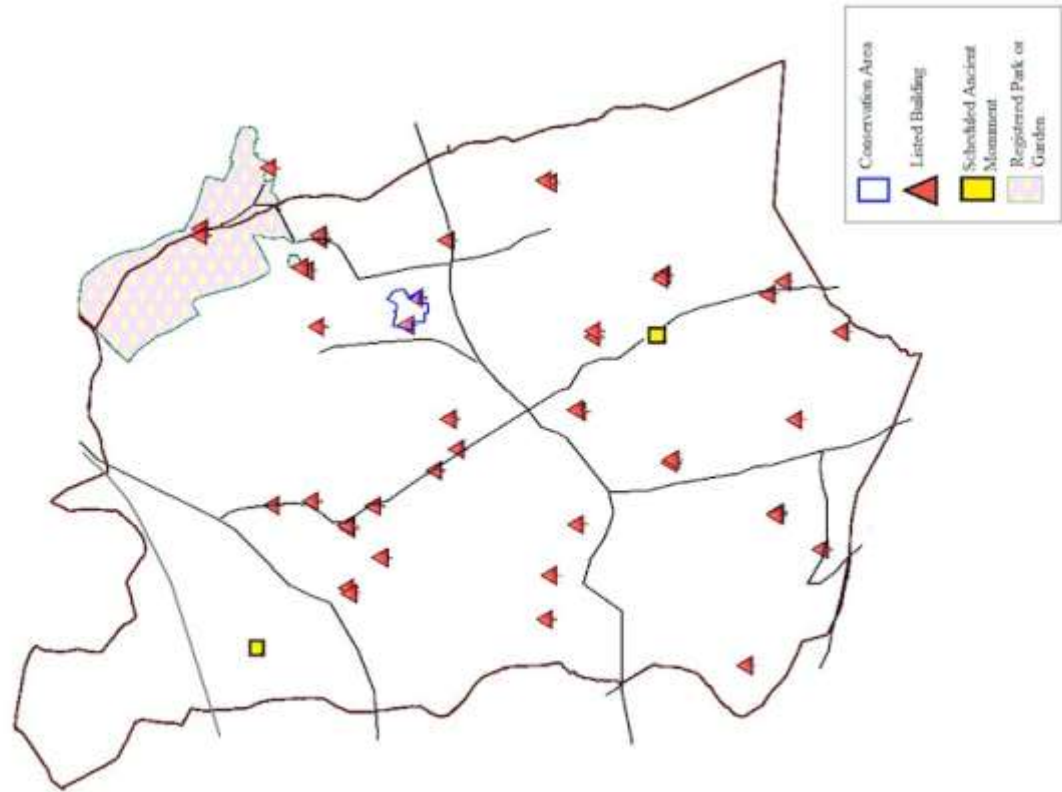 Conservation Area
Listed Building
Scheduled Ancient
Monument
Registered Park or
Garden